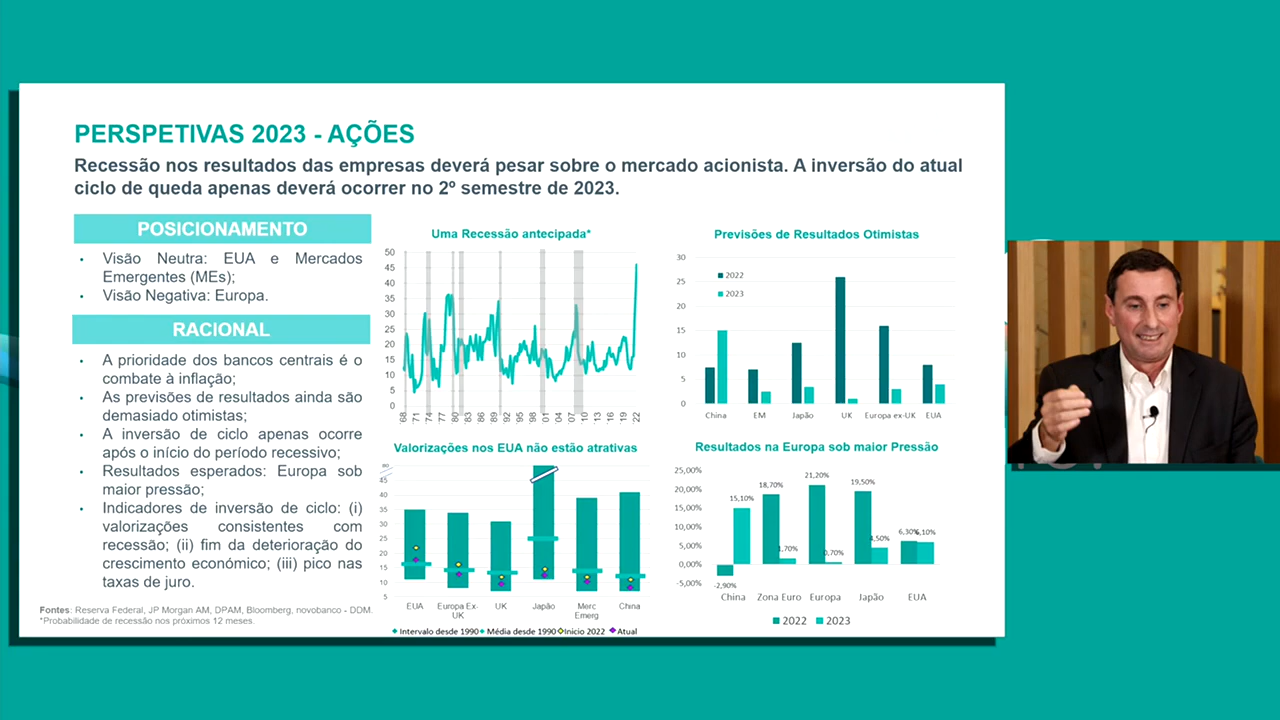 PERSPETIVAS 2023 - AÇÕES
Recessão nos resultados das empresas deverá pesar sobre o mercado acionista. A inversão do atual
ciclo de queda apenas deverá ocorrer no 2º semestre de 2023.
POSICIONAMENTO
• Visão Neutra: EUA e Mercados
Emergentes (MEs);
• Visão Negativa: Europa.
RACIONAL
• A prioridade dos bancos centrais é o
combate à inflação;
• As previsões de resultados ainda são
demasiado otimistas;
• A inversão de ciclo apenas ocorre
após o início do período recessivo;
• Resultados esperados: Europa sob
maior pressão;
• Indicadores de inversão de ciclo: (i)
valorizações consistentes com
recessão; (ii) fim da deterioração do
crescimento económico; (iii) pico nas
taxas de juro.
Fontes: Reserva Federal, JP Morgan AM, DPAM, Bloomberg, novobanco - DOM.
*Probabilidade de recessão nos próximos 12 meses.
Uma Recessão antecipada*
50
45
40
35
30
25
20
15
10
5
0
68 71 74 77 80 83 86 89 92 95 98 01 04 07 10 13 16 19 22
Previsões de Resultados Otimistas
30
25
20
15
10
5
0
2022
2023
China EM Japão UK Europa ex-UK EUA
Valorizações nos EUA não estão atrativas
45
40
35
30
25
20
15
10
5
EUA Europa Ex-UK UK Japão Merc Emerg China
Intervalo desde 1990 Média desde 1990 Início 2022 Atual
Resultados na Europa sob maior Pressão
25,00%
20,00%
15,00%
10,00%
5,00%
0,00%
-5,00%
-2,90% 15,10% 18,70% 1,70% 21,20% 0,70% 19,50% 4,50% 6,30% 6,10%
China Zona Euro Europa Japão EUA
2022 2023